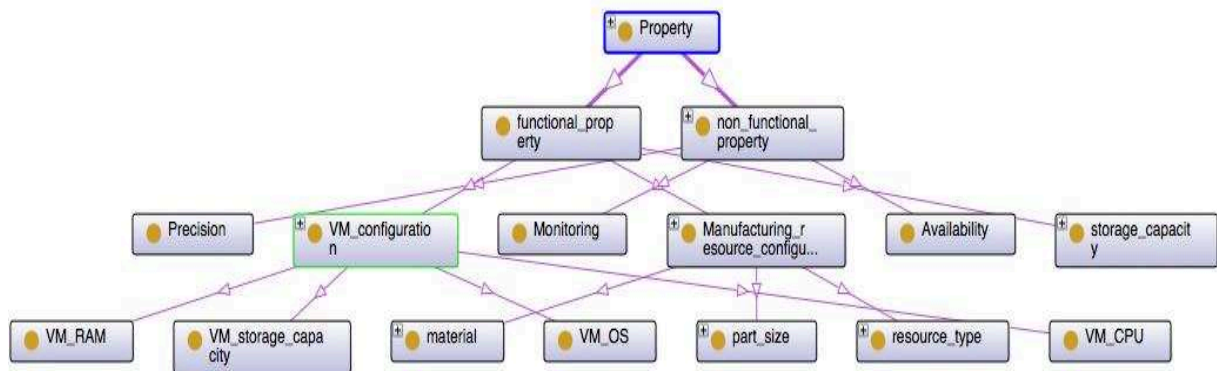 Property
functional_prop
erty
non_functional_
property
Precision
VM_configuratio
n
Monitoring
Manufacturing_r
esource_configu...
Availability
storage_capacit
y
VM_RAM
VM_storage_capa
city
material
VM_OS
part_size
resource_type
VM_CPU